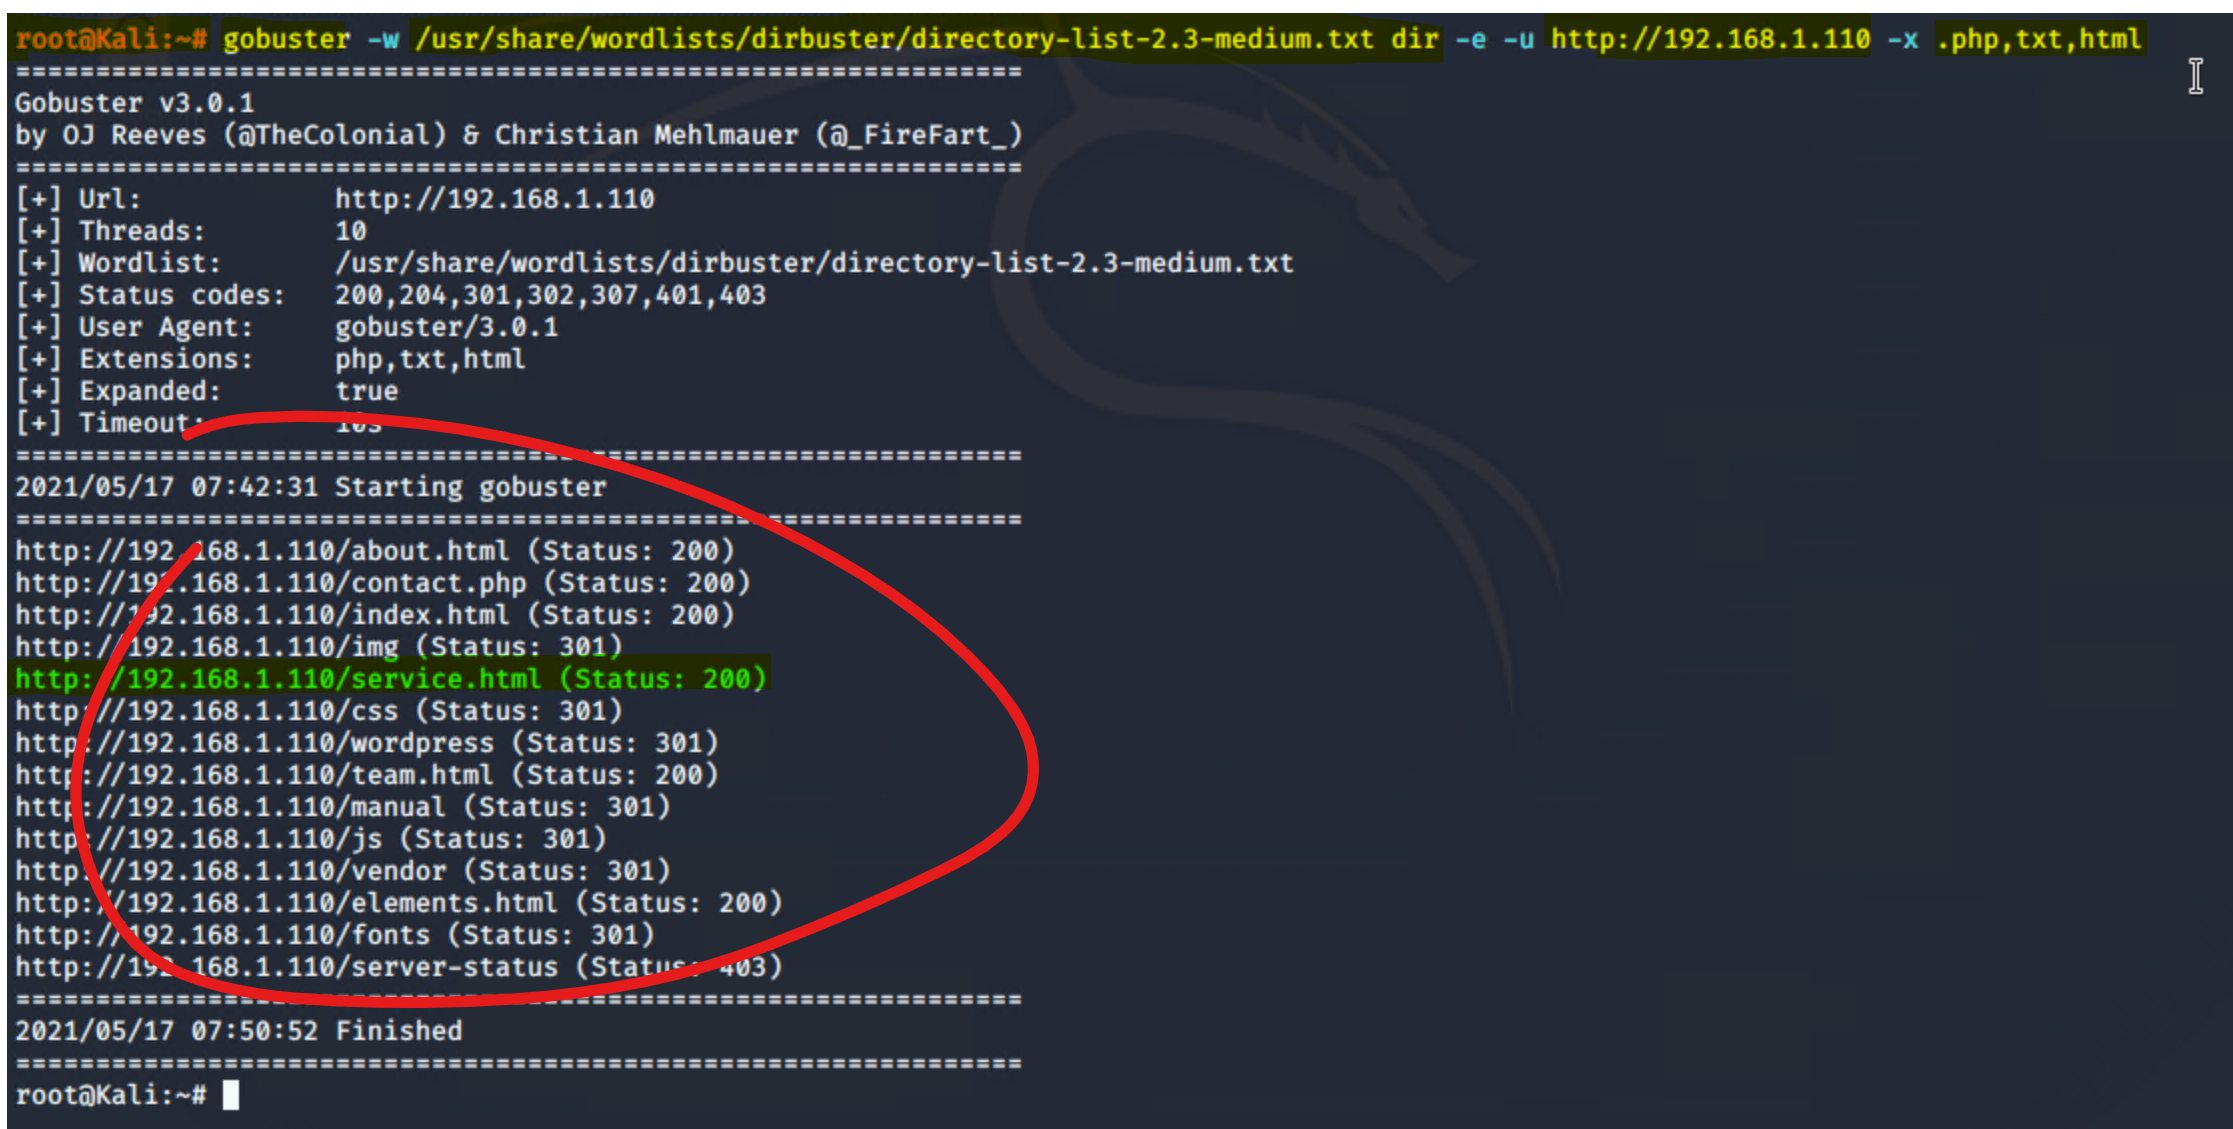 root@Kali:~# gobuster -w /usr/share/wordlists/dirbuster/directory-list-2.3-medium.txt dir -e -u http://192.168.1.110 -x .php,txt,html
===============================================================
Gobuster v3.0.1
by OJ Reeves (@TheColonial) & Christian Mehlmauer (@_FireFart_)
===============================================================
[+] Url:            http://192.168.1.110
[+] Threads:        10
[+] Wordlist:       /usr/share/wordlists/dirbuster/directory-list-2.3-medium.txt
[+] Status codes:   200,204,301,302,307,401,403
[+] User Agent:     gobuster/3.0.1
[+] Extensions:     php,txt,html
[+] Expanded:       true
[+] Timeout:        10s
===============================================================
2021/05/17 07:42:31 Starting gobuster
===============================================================
http://192.168.1.110/about.html (Status: 200)
http://192.168.1.110/contact.php (Status: 200)
http://192.168.1.110/index.html (Status: 200)
http://192.168.1.110/img (Status: 301)
http://192.168.1.110/service.html (Status: 200)
http://192.168.1.110/css (Status: 301)
http://192.168.1.110/wordpress (Status: 301)
http://192.168.1.110/team.html (Status: 200)
http://192.168.1.110/manual (Status: 301)
http://192.168.1.110/js (Status: 301)
http://192.168.1.110/vendor (Status: 301)
http://192.168.1.110/elements.html (Status: 200)
http://192.168.1.110/fonts (Status: 301)
http://192.168.1.110/server-status (Status: 403)
===============================================================
2021/05/17 07:50:52 Finished
===============================================================
root@Kali:~#